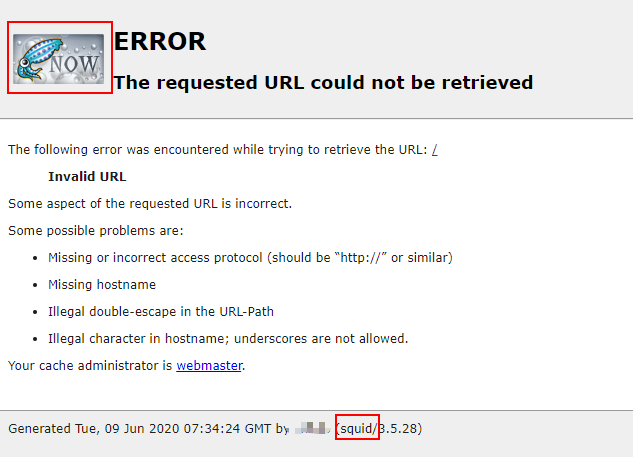 NOW
ERROR
The requested URL could not be retrieved
The following error was encountered while trying to retrieve the URL: /
Invalid URL
Some aspect of the requested URL is incorrect.
Some possible problems are:
• Missing or incorrect access protocol (should be “http://” or similar)
• Missing hostname
• Illegal double-escape in the URL-Path
• Illegal character in hostname; underscores are not allowed.
Your cache administrator is webmaster.
Generated Tue, 09 Jun 2020 07:34:24 GMT by (squid/3.5.28)